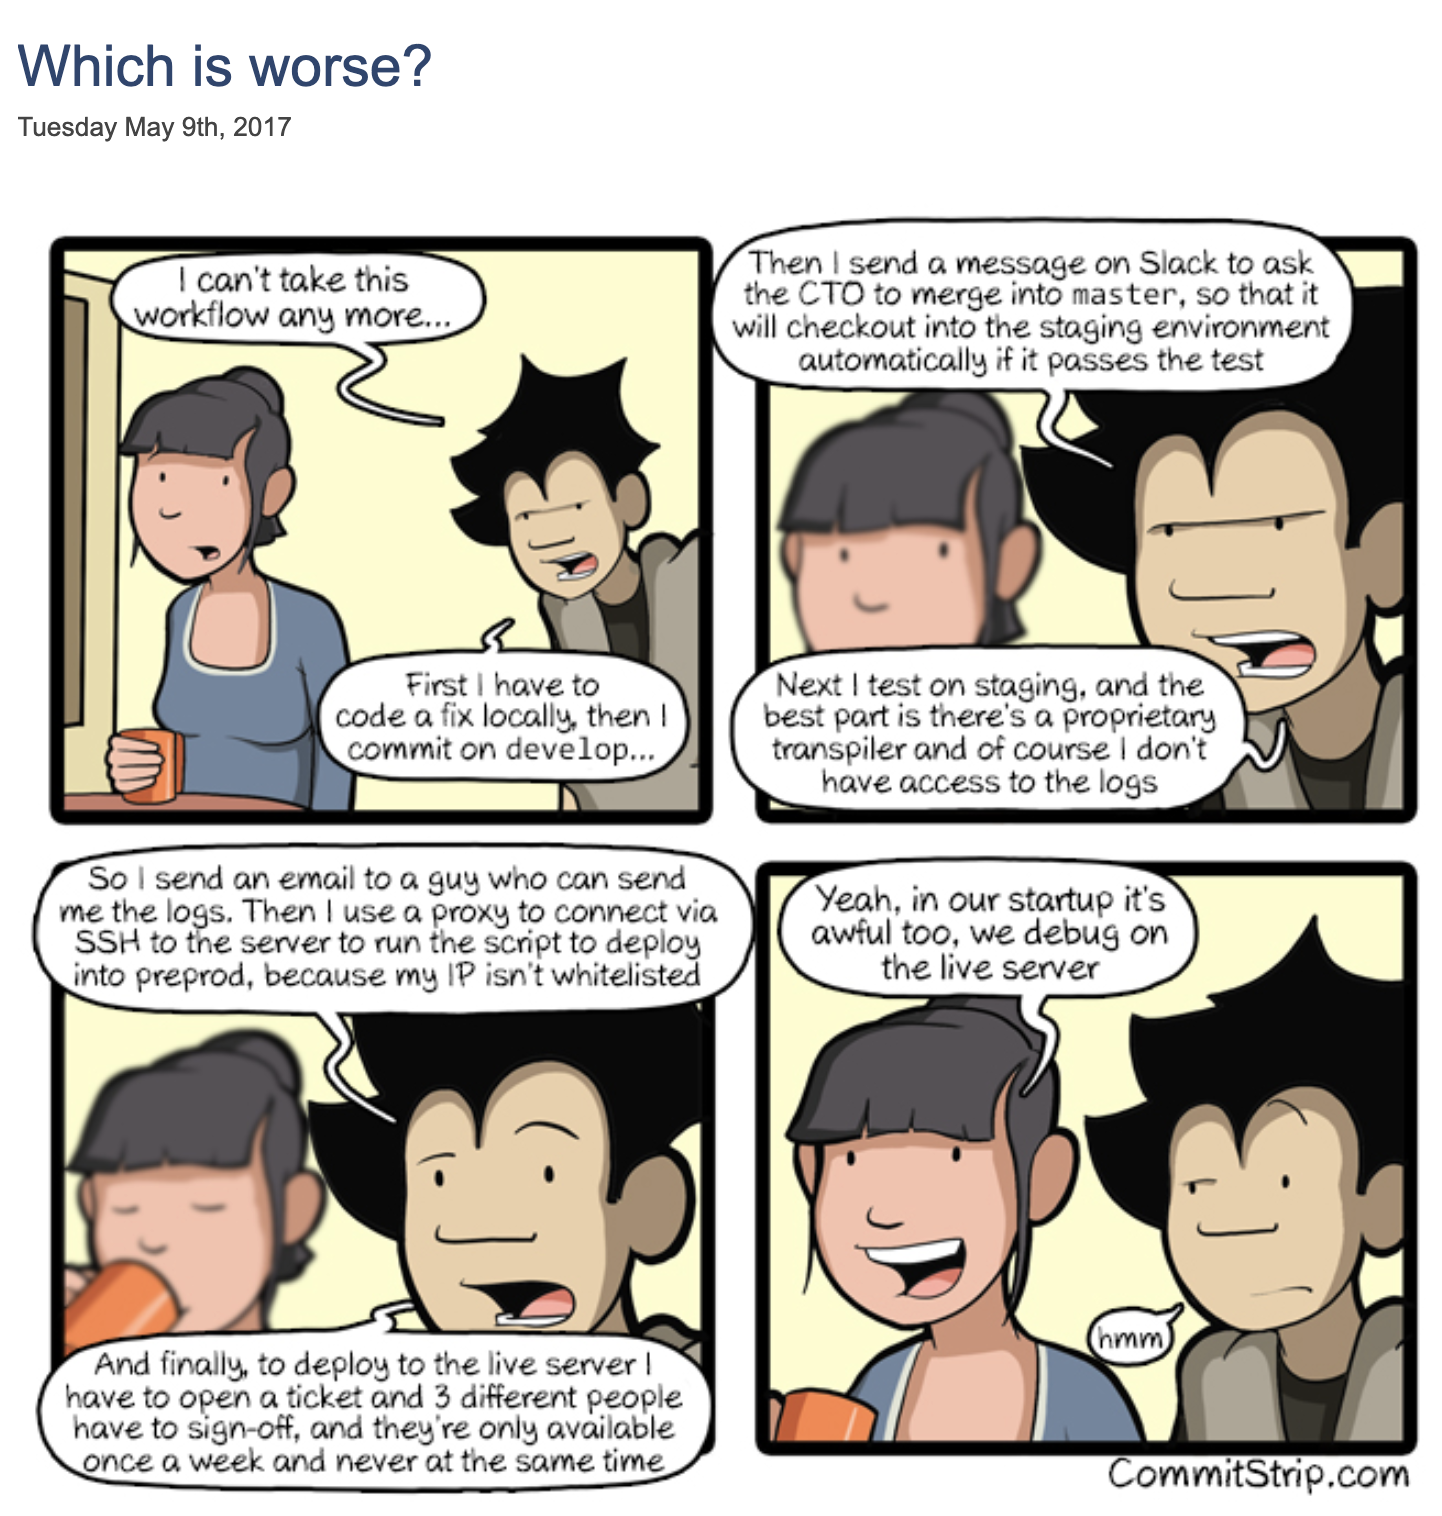 Which is worse?
Tuesday May 9th, 2017
I can't take this
workflow any more...
First I have to
code a fix locally, then I
commit on develop...
Then I send a message on Slack to ask
the CTO to merge into master, so that it
will checkout into the staging environment
automatically if it passes the test
Next I test on staging, and the
best part is there's a proprietary
transpiler and of course I don't
have access to the logs
So I send an email to a guy who can send
me the logs. Then I use a proxy to connect via
SSH to the server to run the script to deploy
into preprod, because my IP isn't whitelisted
And finally, to deploy to the live server I
have to open a ticket and 3 different people
have to sign-off, and they're only available
once a week and never at the same time
Yeah, in our startup it's
awful too, we debug on
the live server
hmm
CommitStrip.com